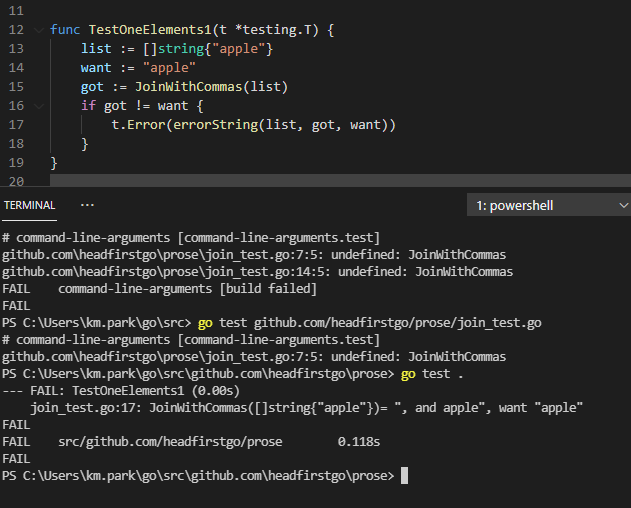 11
12 func TestOneElements1(t *testing.T) {
13 list := []string{"apple"}
14 want := "apple"
15 got := JoinWithCommas(list)
16 if got != want {
17 t.Error(errorString(list, got, want))
18 }
19 }
20
TERMINAL ... 1: powershell
# command-line-arguments [command-line-arguments.test]
github.com\headfirstgo\prose\join_test.go:7:5: undefined: JoinWithCommas
github.com\headfirstgo\prose\join_test.go:14:5: undefined: JoinWithCommas
FAIL command-line-arguments [build failed]
FAIL
PS C:\Users\km.park\go\src> go test github.com/headfirstgo/prose/join_test.go
# command-line-arguments [command-line-arguments.test]
github.com\headfirstgo\prose\join_test.go:7:5: undefined: JoinWithCommas
PS C:\Users\km.park\go\src\github.com\headfirstgo\prose> go test .
--- FAIL: TestOneElements1 (0.00s)
join_test.go:17: JoinWithCommas([]string{"apple"})= ", and apple", want "apple"
FAIL
FAIL src/github.com/headfirstgo/prose 0.118s
FAIL
PS C:\Users\km.park\go\src\github.com\headfirstgo\prose>